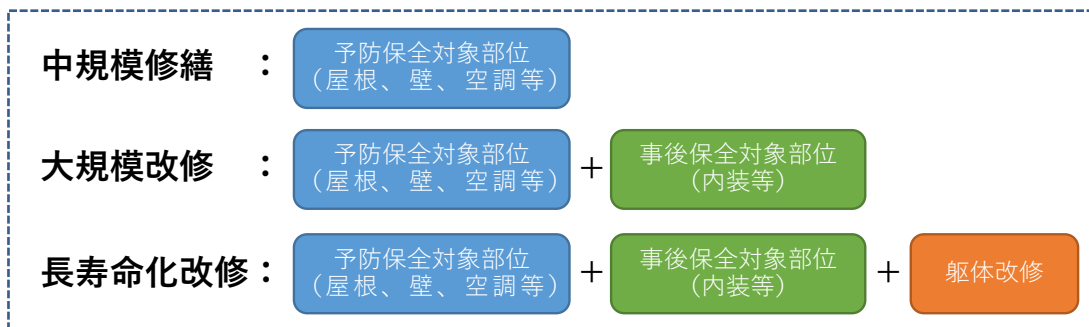 中規模修繕 ： 予防保全対象部位
（屋根、壁、空調等）
大規模改修 ： 予防保全対象部位
（屋根、壁、空調等） ＋ 事後保全対象部位
（内装等）
長寿命化改修： 予防保全対象部位
（屋根、壁、空調等） ＋ 事後保全対象部位
（内装等） ＋ 躯体改修